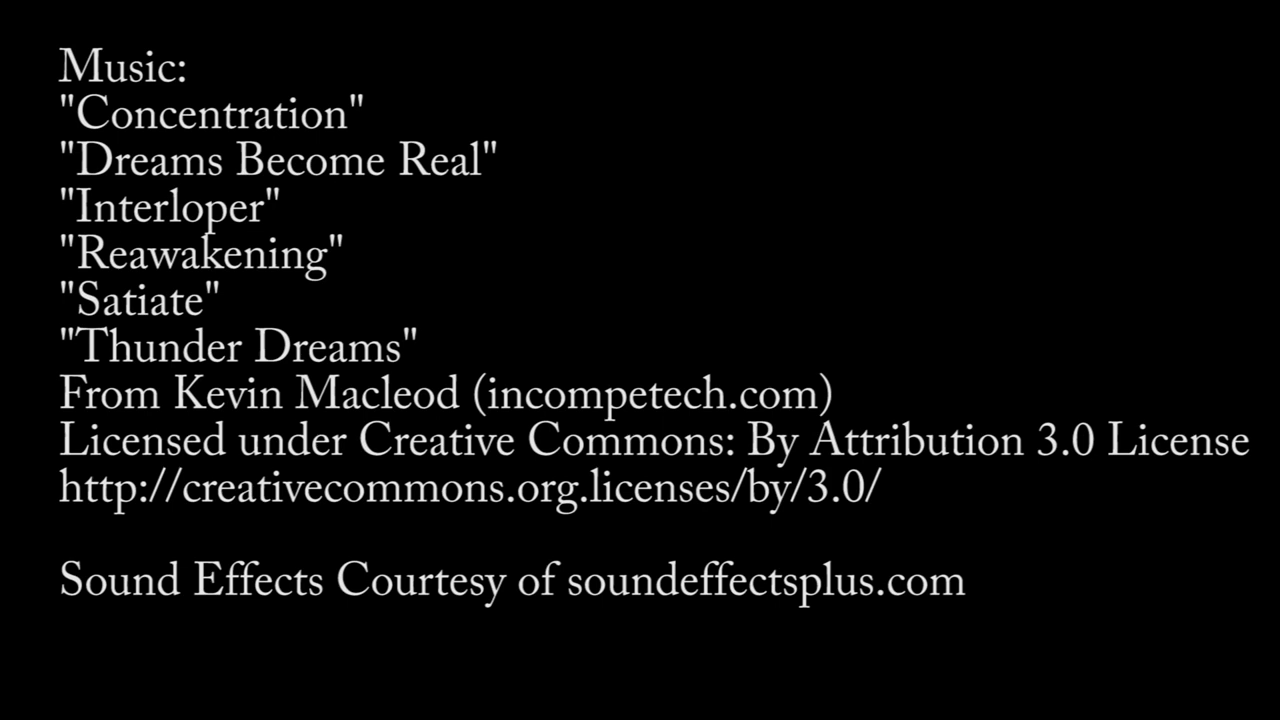 Music:
"Concentration"
"Dreams Become Real"
"Interloper"
"Reawakening"
"Satiate"
"Thunder Dreams"
From Kevin Macleod (incompetech.com)
Licensed under Creative Commons: By Attribution 3.0 License
http://creativecommons.org.licenses/by/3.0/
Sound Effects Courtesy of soundeffectsplus.com